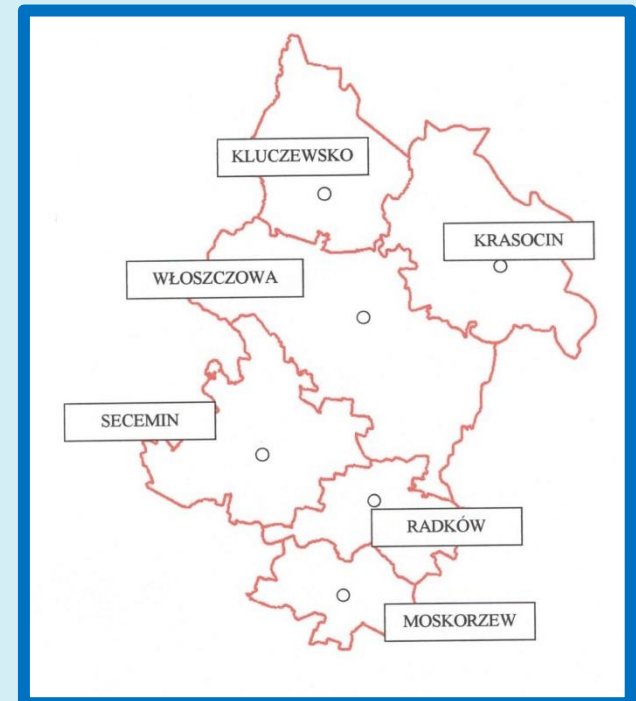 KLUCZEWSKO
KRASOCIN
WŁOSZCZOWA
SECEMIN
RADKÓW
MOSKORZEW